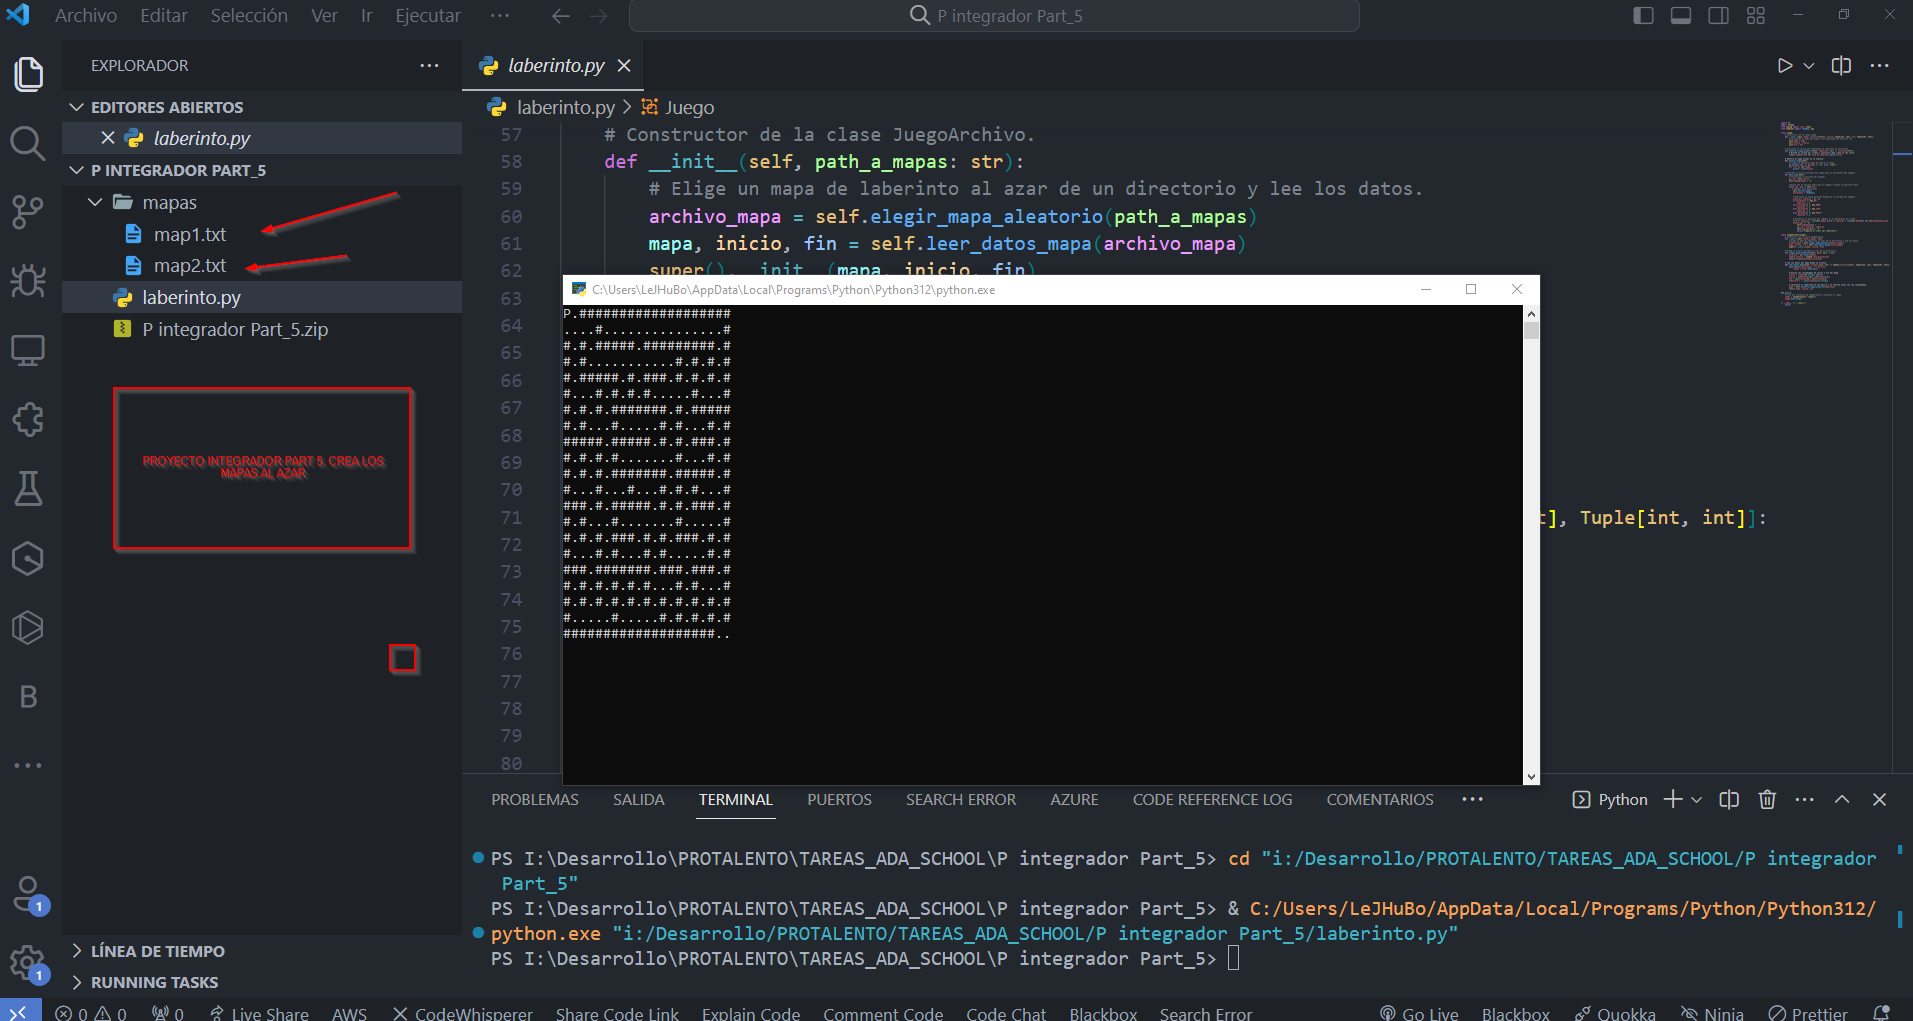 Archivo Editar Selección Ver Ir Ejecutar ··· P integrador Part_5
EXPLORADOR ···
EDITORES ABIERTOS
laberinto.py
P INTEGRADOR PART_5
mapas
map1.txt
map2.txt
laberinto.py
P integrador Part_5.zip
PROYECTO INTEGRADOR PART 5. CREA LOS
MAPAS AL AZAR
LÍNEA DE TIEMPO
RUNNING TASKS
1
1
B
laberinto.py
laberinto.py > Juego
57 # Constructor de la clase JuegoArchivo.
58 def __init__(self, path_a_mapas: str):
59 # Elige un mapa de laberinto al azar de un directorio y lee los datos.
60 archivo_mapa = self.elegir_mapa_aleatorio(path_a_mapas)
61 mapa, inicio, fin = self.leer_datos_mapa(archivo_mapa)
62 super().__init__(mapa, inicio, fin)
63
64
65
66
67
68
69
70
71 t], Tuple[int, int]]:
72
73
74
75
76
77
78
79
80
C:\Users\LeJHuBo\AppData\Local\Programs\Python\Python312\python.exe
P.###################
....#...............#
#.#.#####.#########.#
#.#...........#.#.#.#
#.#####.#.###.#.#.#.#
#...#.#.#.#.....#...#
#.#.#.#######.#.#####
#.#...#.....#.#...#.#
#####.#####.#.#.###.#
#.#...#.......#...#.#
#.#.#.#######.#####.#
#...#...#...#.#.#...#
###.#.#####.#.#.###.#
#.#...#.......#.....#
#.#.#.###.#.#.###.#.#
#...#.#...#.#.....#.#
###.#######.###.###.#
#.#.#.#.#.#...#.#...#
#.#.#.#.#.#.#.#.#.#.#
#.....#.....#.#.#.#.#
###################..
PROBLEMAS SALIDA TERMINAL PUERTOS SEARCH ERROR AZURE CODE REFERENCE LOG COMENTARIOS ··· Python
PS I:\Desarrollo\PROTALENTO\TAREAS_ADA_SCHOOL\P integrador Part_5> cd "i:/Desarrollo/PROTALENTO/TAREAS_ADA_SCHOOL/P integrador
Part_5"
PS I:\Desarrollo\PROTALENTO\TAREAS_ADA_SCHOOL\P integrador Part_5> & C:/Users/LeJHuBo/AppData/Local/Programs/Python/Python312/
python.exe "i:/Desarrollo/PROTALENTO/TAREAS_ADA_SCHOOL/P integrador Part_5/laberinto.py"
PS I:\Desarrollo\PROTALENTO\TAREAS_ADA_SCHOOL\P integrador Part_5>
0 0 0 Live Share AWS CodeWhisperer Share Code Link Explain Code Comment Code Code Chat Blackbox Search Error Go Live Blackbox Quokka Ninja Prettier